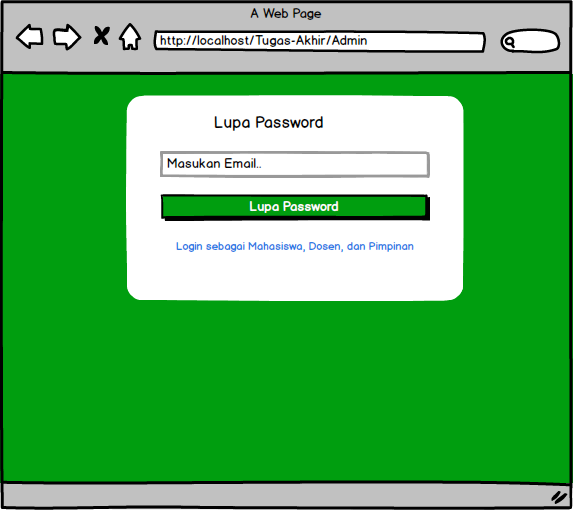 A Web Page
http://localhost/Tugas-Akhir/Admin
Lupa Password
Masukan Email..
Lupa Password
Login sebagai Mahasiswa, Dosen, dan Pimpinan